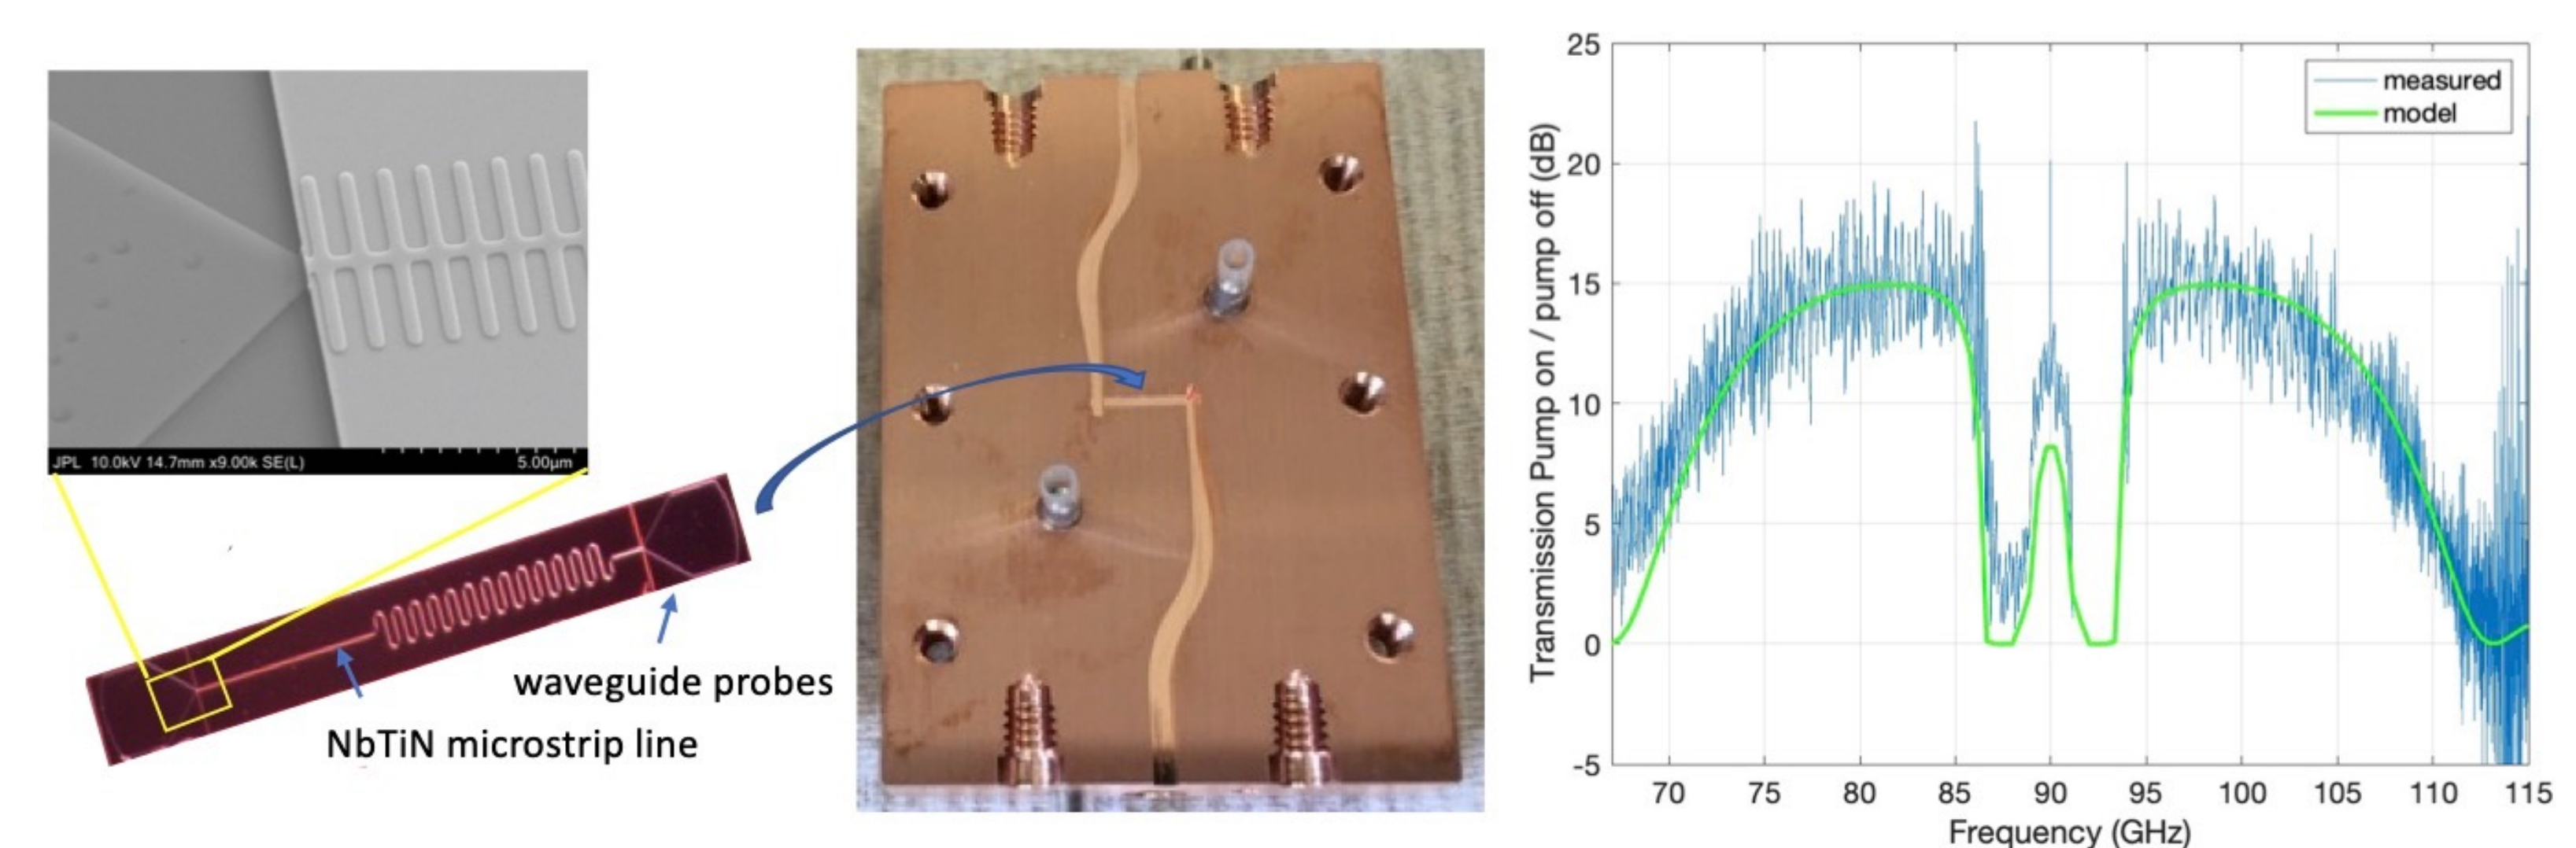 JPL 10.0kV 14.7mm x9.00k SE(L) 5.00µm
waveguide probes
NbTiN microstrip line
Transmission Pump on / pump off (dB)
25
20
15
10
5
0
-5
measured
model
70 75 80 85 90 95 100 105 110 115
Frequency (GHz)